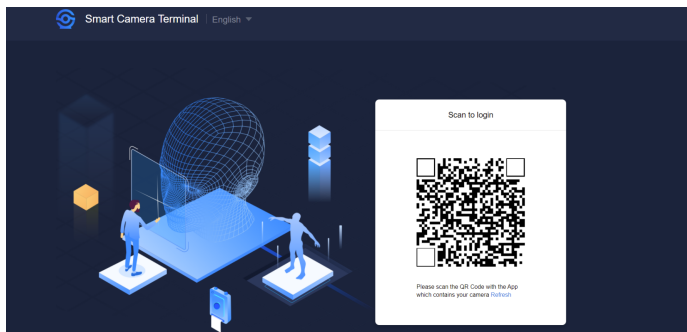 Smart Camera Terminal English
Scan to login
Please scan the QR Code with the App
which contains your camera Refresh